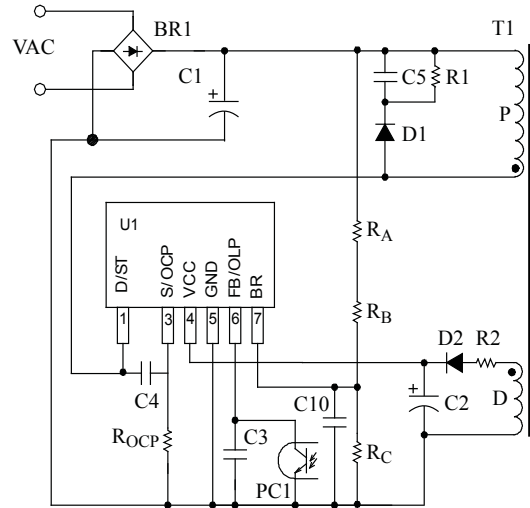 BR1
T1
VAC
C1
C5
R1
P
D1
U1
D/ST
S/OCP
VCC
GND
FB/OLP
BR
1
3
4
5
6
7
RA
RB
D2
R2
C4
C10
C2
D
ROCP
C3
RC
PC1